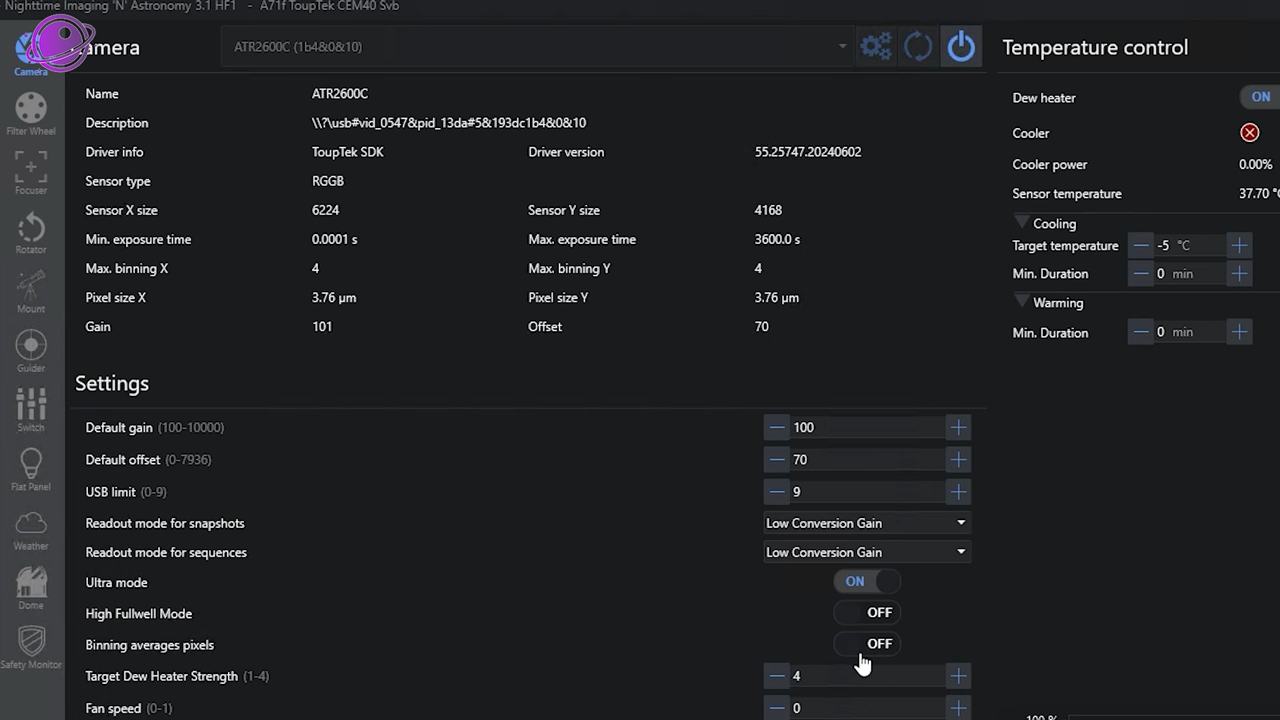 Nighttime Imaging 'N' Astronomy 3.1 HF1 - A71f ToupTek CEM40 Svb
Camera
ATR2600C (1b4&0&10)
Name ATR2600C
Description \\?\usb#vid_0547&pid_13da#5&193dc1b4&0&10
Driver info ToupTek SDK Driver version 55.25747.20240602
Sensor type RGGB
Sensor X size 6224 Sensor Y size 4168
Min. exposure time 0.0001 s Max. exposure time 3600.0 s
Max. binning X 4 Max. binning Y 4
Pixel size X 3.76 µm Pixel size Y 3.76 µm
Gain 101 Offset 70
Settings
Default gain (100-10000) 100
Default offset (0-7936) 70
USB limit (0-9) 9
Readout mode for snapshots Low Conversion Gain
Readout mode for sequences Low Conversion Gain
Ultra mode ON
High Fullwell Mode OFF
Binning averages pixels OFF
Target Dew Heater Strength (1-4) 4
Fan speed (0-1) 0
Temperature control
Dew heater ON
Cooler
Cooler power 0.00%
Sensor temperature 37.70 °C
Cooling
Target temperature -5 °C
Min. Duration 0 min
Warming
Min. Duration 0 min
100 %
Camera
Filter Wheel
Focuser
Rotator
Mount
Guider
Switch
Flat Panel
Weather
Dome
Safety Monitor